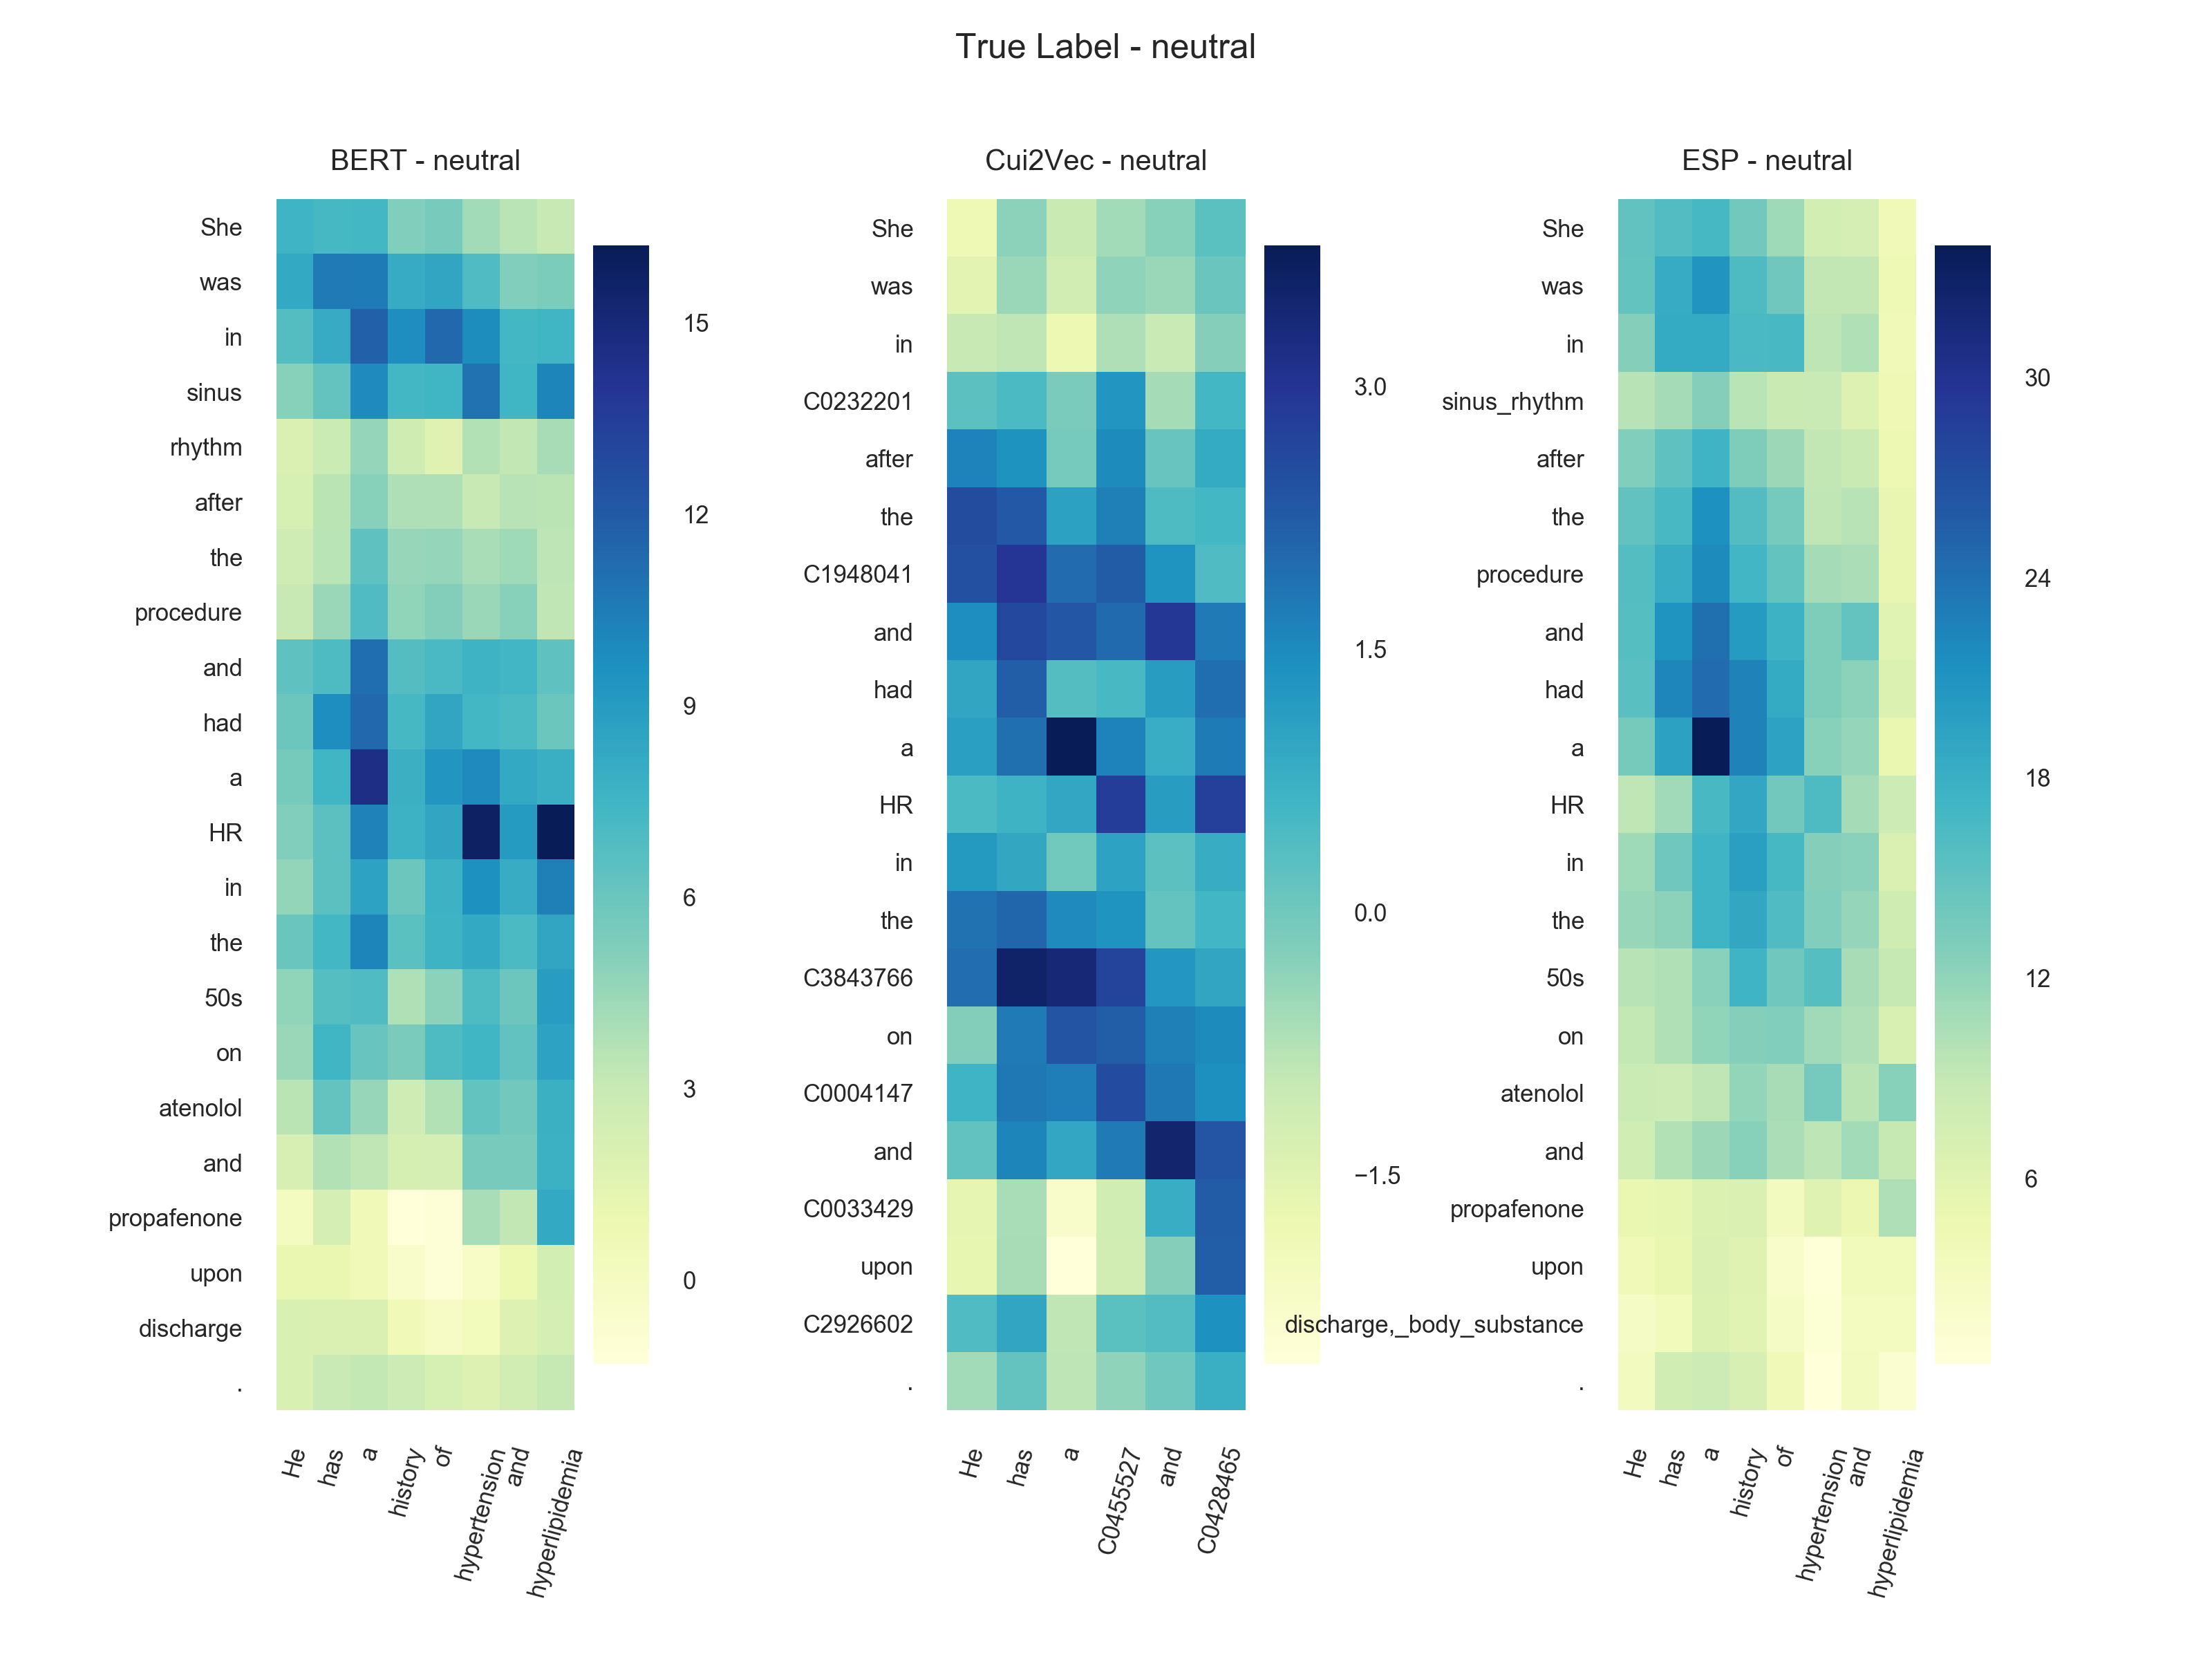 True Label - neutral
BERT - neutral
She
was
in
sinus
rhythm
after
the
procedure
and
had
a
HR
in
the
50s
on
atenolol
and
propafenone
upon
discharge
.
He
has
a
history
of
hypertension
and
hyperlipidemia
15
12
9
6
3
0
Cui2Vec - neutral
She
was
in
C0232201
after
the
C1948041
and
had
a
HR
in
the
C3843766
on
C0004147
and
C0033429
upon
C2926602
.
He
has
a
C0455527
and
C0428465
3.0
1.5
0.0
−1.5
ESP - neutral
She
was
in
sinus_rhythm
after
the
procedure
and
had
a
HR
in
the
50s
on
atenolol
and
propafenone
upon
discharge,_body_substance
.
He
has
a
history
of
hypertension
and
hyperlipidemia
30
24
18
12
6